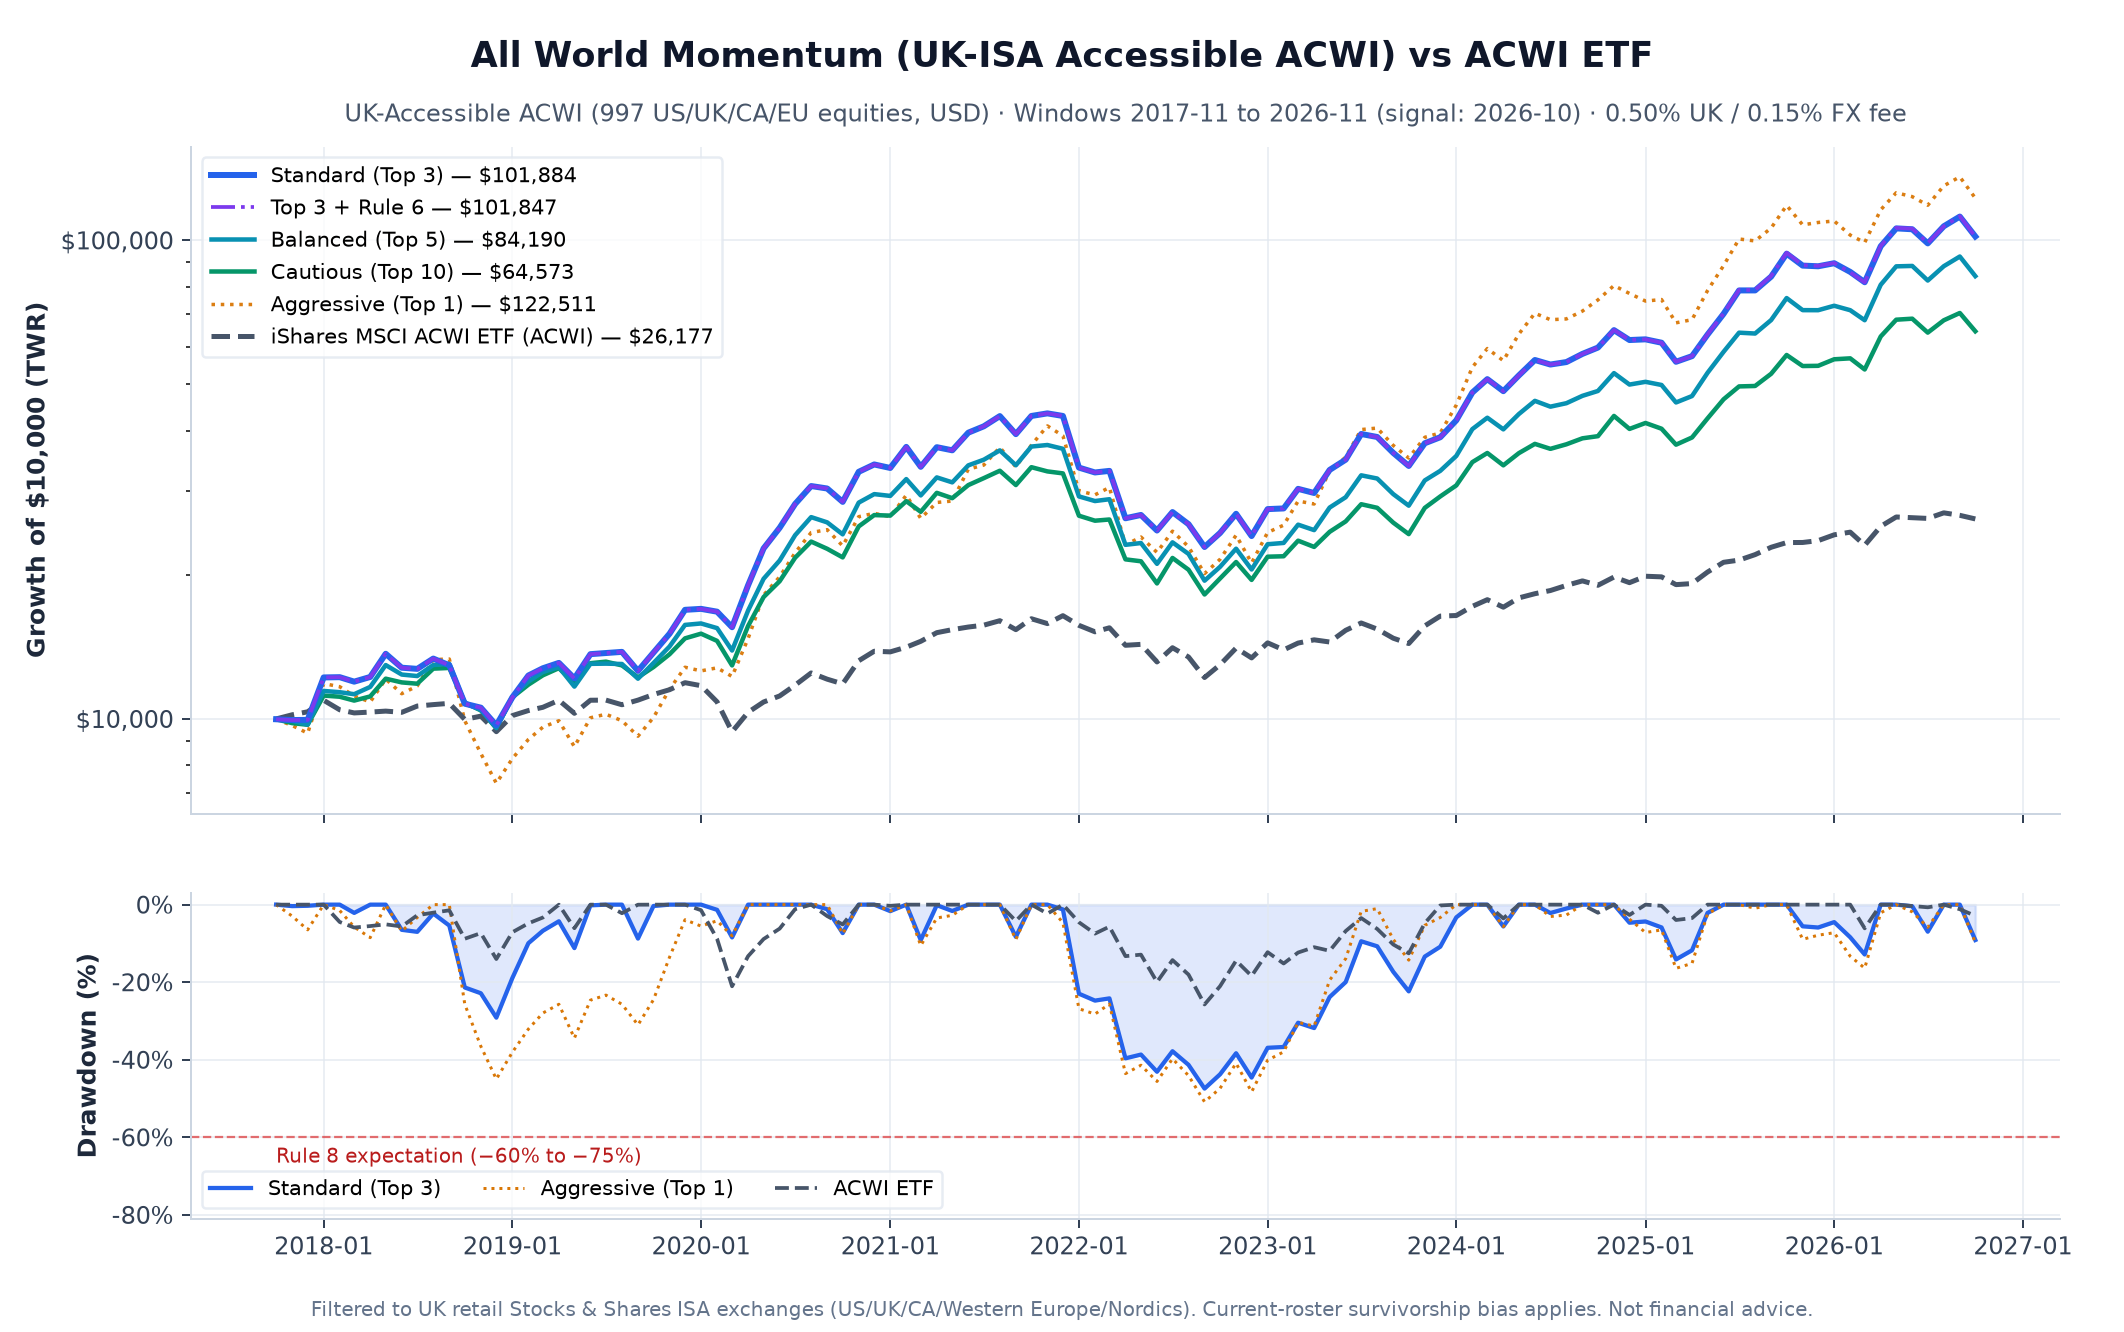 All World Momentum (UK-ISA Accessible ACWI) vs ACWI ETF
UK-Accessible ACWI (997 US/UK/CA/EU equities, USD) · Windows 2017-11 to 2026-11 (signal: 2026-10) · 0.50% UK / 0.15% FX fee
Growth of $10,000 (TWR)
$100,000
$10,000
Standard (Top 3) — $101,884
Top 3 + Rule 6 — $101,847
Balanced (Top 5) — $84,190
Cautious (Top 10) — $64,573
Aggressive (Top 1) — $122,511
iShares MSCI ACWI ETF (ACWI) — $26,177
Drawdown (%)
0%
-20%
-40%
-60%
-80%
Rule 8 expectation (−60% to −75%)
Standard (Top 3)
Aggressive (Top 1)
ACWI ETF
2018-01
2019-01
2020-01
2021-01
2022-01
2023-01
2024-01
2025-01
2026-01
2027-01
Filtered to UK retail Stocks & Shares ISA exchanges (US/UK/CA/Western Europe/Nordics). Current-roster survivorship bias applies. Not financial advice.